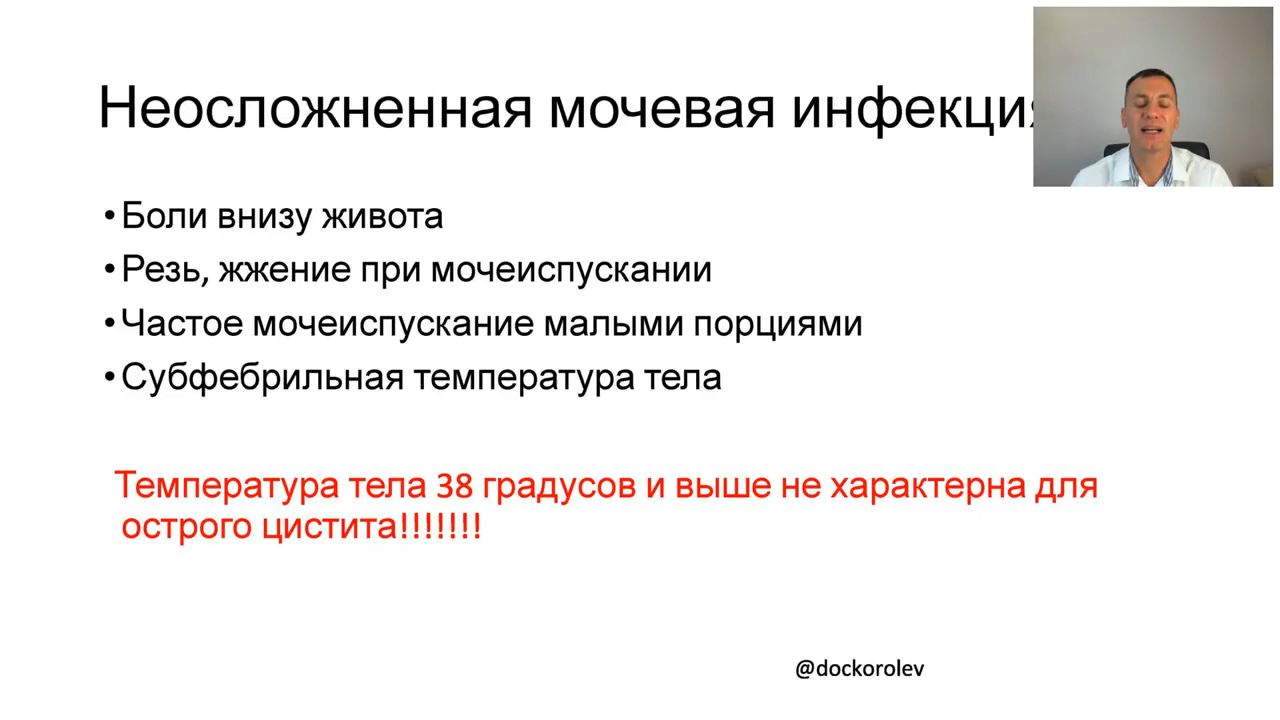 Неосложненная мочевая инфекция
•Боли внизу живота
•Резь, жжение при мочеиспускании
•Частое мочеиспускание малыми порциями
•Субфебрильная температура тела
Температура тела 38 градусов и выше не характерна для
острого цистита!!!!!!!
@dockorolev